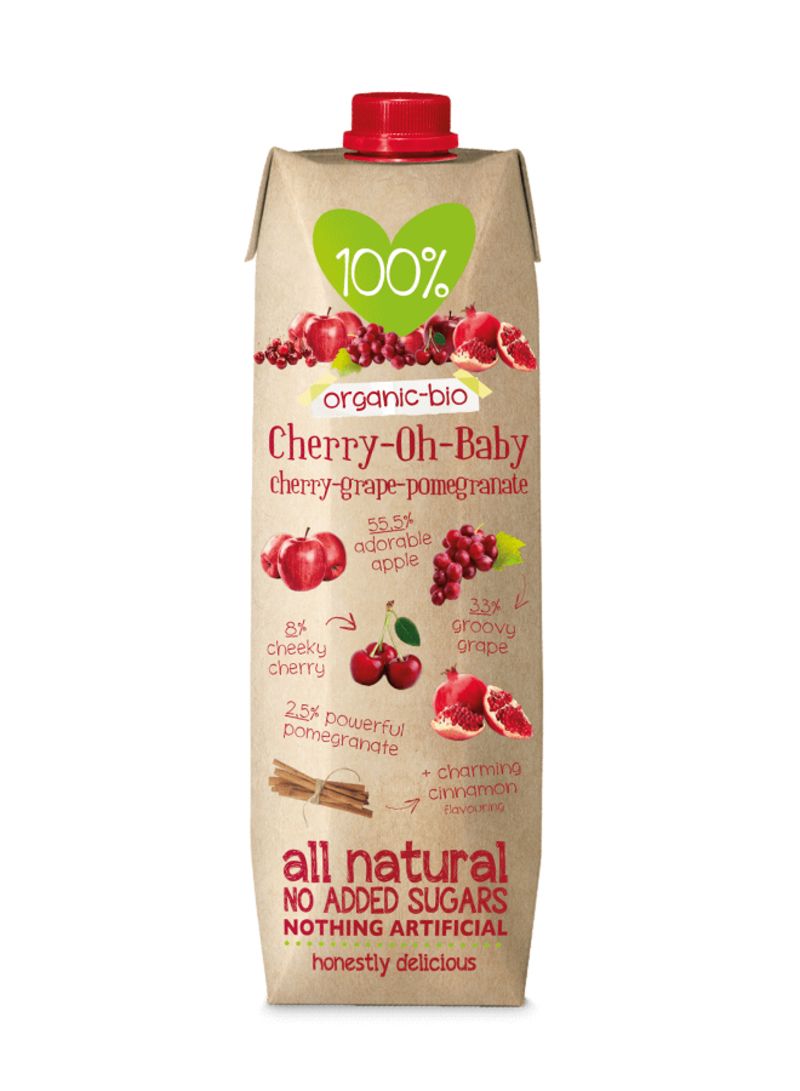 100%
organic-bio
Cherry-Oh-Baby
cherry-grape-pomegranate
55,5%
adorable
apple
33%
groovy
grape
8%
cheeky
cherry
2,5% powerful
pomegranate
+ charming
cinnamon
flavouring
all natural
NO ADDED SUGARS
NOTHING ARTIFICIAL
honestly delicious